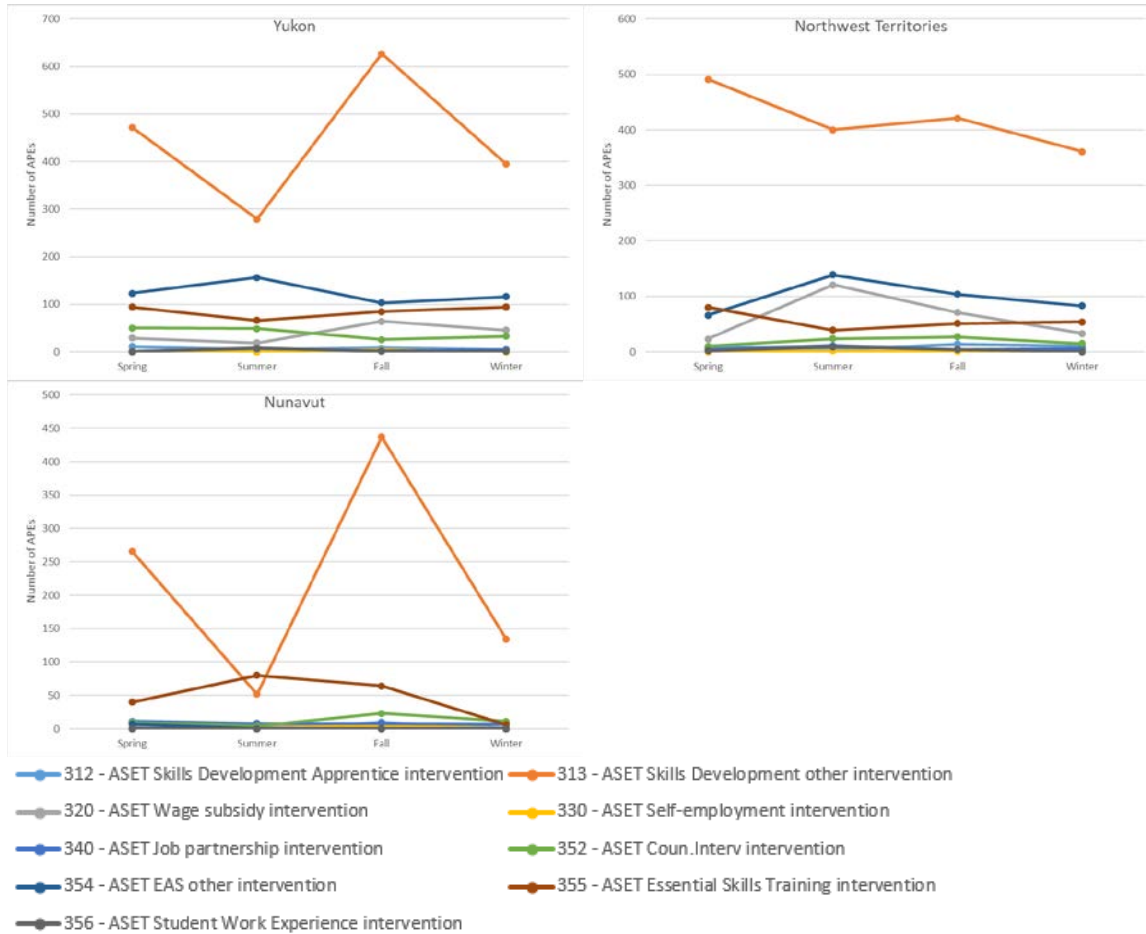 Yukon
Number of APEs
700
600
500
400
300
200
100
0
Spring Summer Fall Winter
Northwest Territories
Number of APEs
600
500
400
300
200
100
0
Spring Summer Fall Winter
Nunavut
Number of APEs
500
450
400
350
300
250
200
150
100
50
0
Spring Summer Fall Winter
312 - ASET Skills Development Apprentice intervention
313 - ASET Skills Development other intervention
320 - ASET Wage subsidy intervention
330 - ASET Self-employment intervention
340 - ASET Job partnership intervention
352 - ASET Coun.Interv intervention
354 - ASET EAS other intervention
355 - ASET Essential Skills Training intervention
356 - ASET Student Work Experience intervention